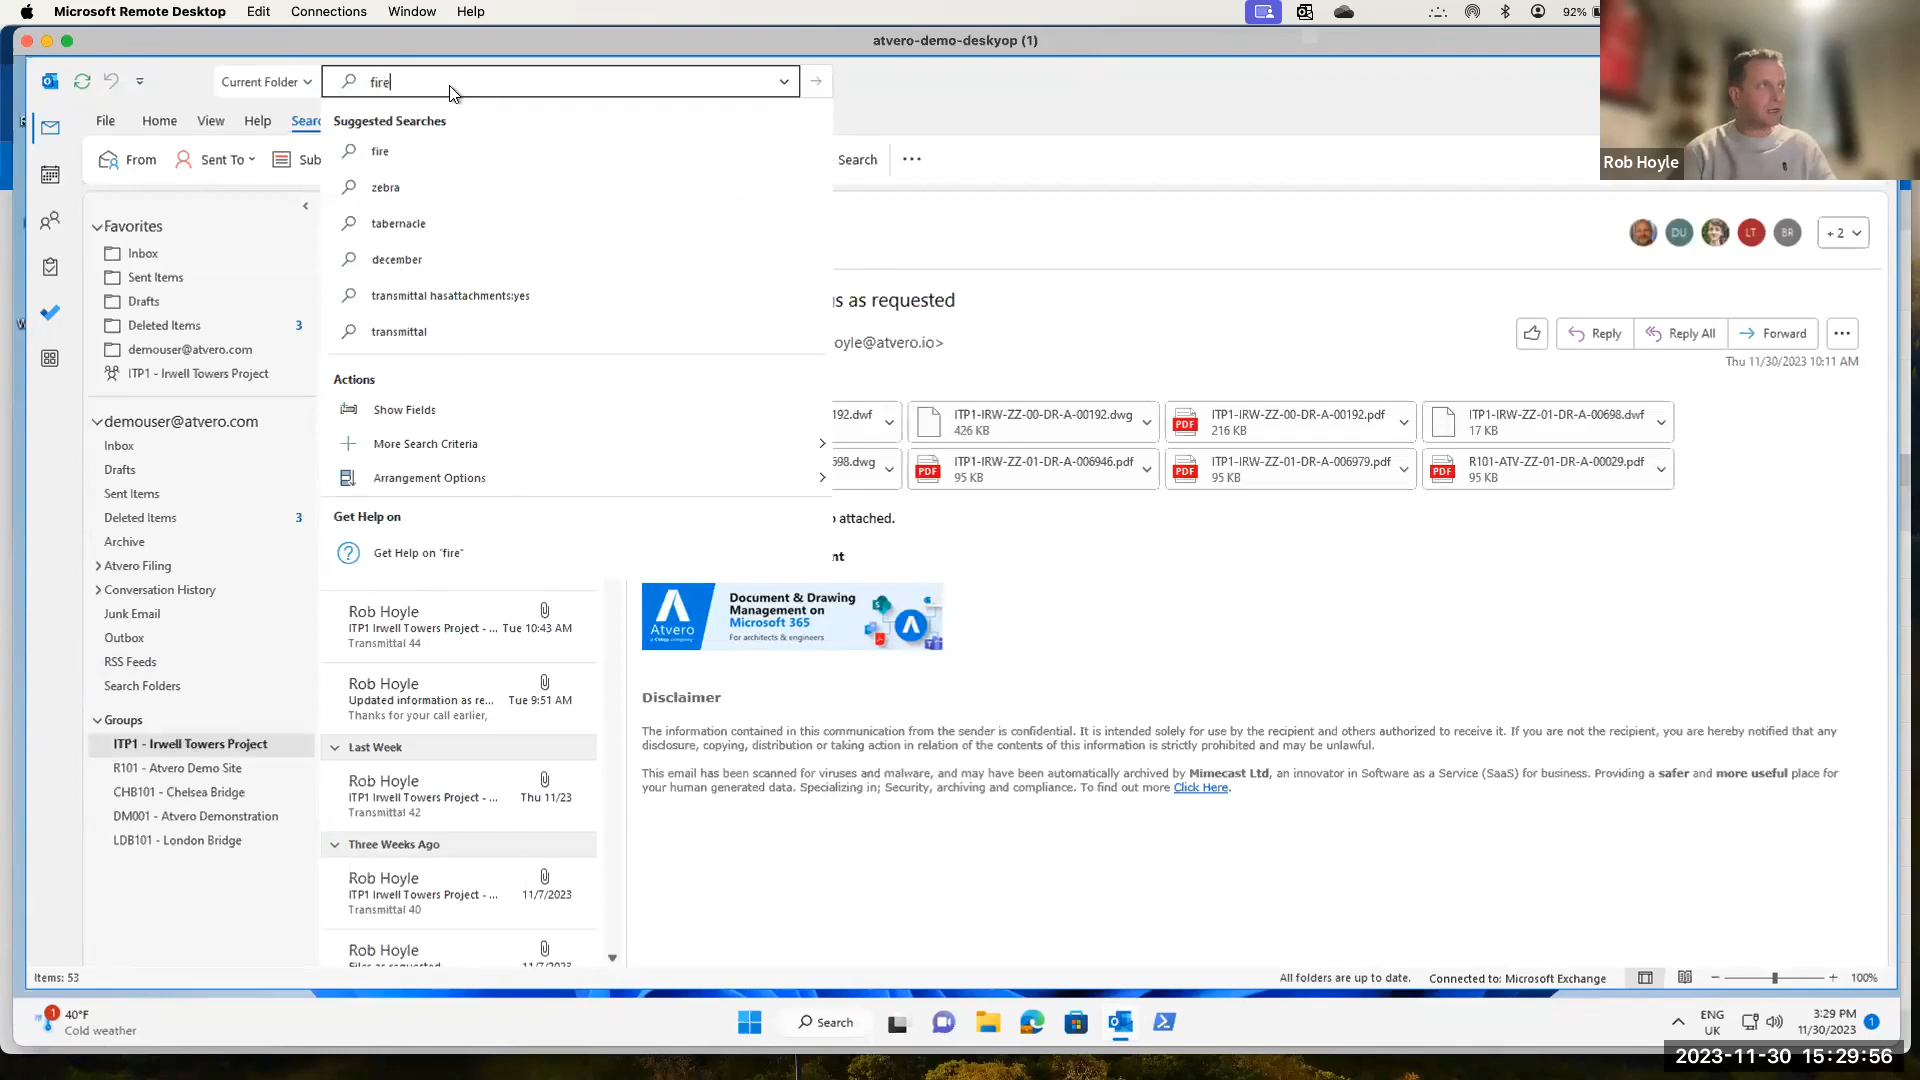 Microsoft Remote Desktop Edit Connections Window Help 92%
atvero-demo-deskyop (1)
Current Folder fire
File Home View Help Searc
From Sent To Sub Search
Suggested Searches
fire
zebra
tabernacle
december
transmittal hasattachments:yes
transmittal
Actions
Show Fields
More Search Criteria
Arrangement Options
Get Help on
Get Help on "fire"
Favorites
Inbox
Sent Items
Drafts
Deleted Items 3
demouser@atvero.com
ITP1 - Irwell Towers Project
demouser@atvero.com
Inbox
Drafts
Sent Items
Deleted Items 3
Archive
Atvero Filing
Conversation History
Junk Email
Outbox
RSS Feeds
Search Folders
Groups
ITP1 - Irwell Towers Project
R101 - Atvero Demo Site
CHB101 - Chelsea Bridge
DM001 - Atvero Demonstration
LDB101 - London Bridge
Rob Hoyle
ITP1 Irwell Towers Project - ... Tue 10:43 AM
Transmittal 44
Rob Hoyle
Updated information as re... Tue 9:51 AM
Thanks for your call earlier,
Last Week
Rob Hoyle
ITP1 Irwell Towers Project - ... Thu 11/23
Transmittal 42
Three Weeks Ago
Rob Hoyle
ITP1 Irwell Towers Project - ... 11/7/2023
Transmittal 40
Rob Hoyle
Files as requested 11/7/2023
Rob Hoyle
DU LT BR + 2
us as requested
oyle@atvero.io>
Reply Reply All Forward
Thu 11/30/2023 10:11 AM
192.dwf
ITP1-IRW-ZZ-00-DR-A-00192.dwg
426 KB
PDF ITP1-IRW-ZZ-00-DR-A-00192.pdf
216 KB
ITP1-IRW-ZZ-01-DR-A-00698.dwf
17 KB
698.dwg
PDF ITP1-IRW-ZZ-01-DR-A-006946.pdf
95 KB
PDF ITP1-IRW-ZZ-01-DR-A-006979.pdf
95 KB
PDF R101-ATV-ZZ-01-DR-A-00029.pdf
95 KB
attached.
nt
Atvero
Document & Drawing
Management on
Microsoft 365
For architects & engineers
Disclaimer
The information contained in this communication from the sender is confidential. It is intended solely for use by the recipient and others authorized to receive it. If you are not the recipient, you are hereby notified that any
disclosure, copying, distribution or taking action in relation of the contents of this information is strictly prohibited and may be unlawful.
This email has been scanned for viruses and malware, and may have been automatically archived by Mimecast Ltd, an innovator in Software as a Service (SaaS) for business. Providing a safer and more useful place for
your human generated data. Specializing in; Security, archiving and compliance. To find out more Click Here.
Items: 53 All folders are up to date. Connected to: Microsoft Exchange 100%
1 40°F
Cold weather
Search
ENG
UK
3:29 PM
11/30/2023
1
2023-11-30 15:29:56